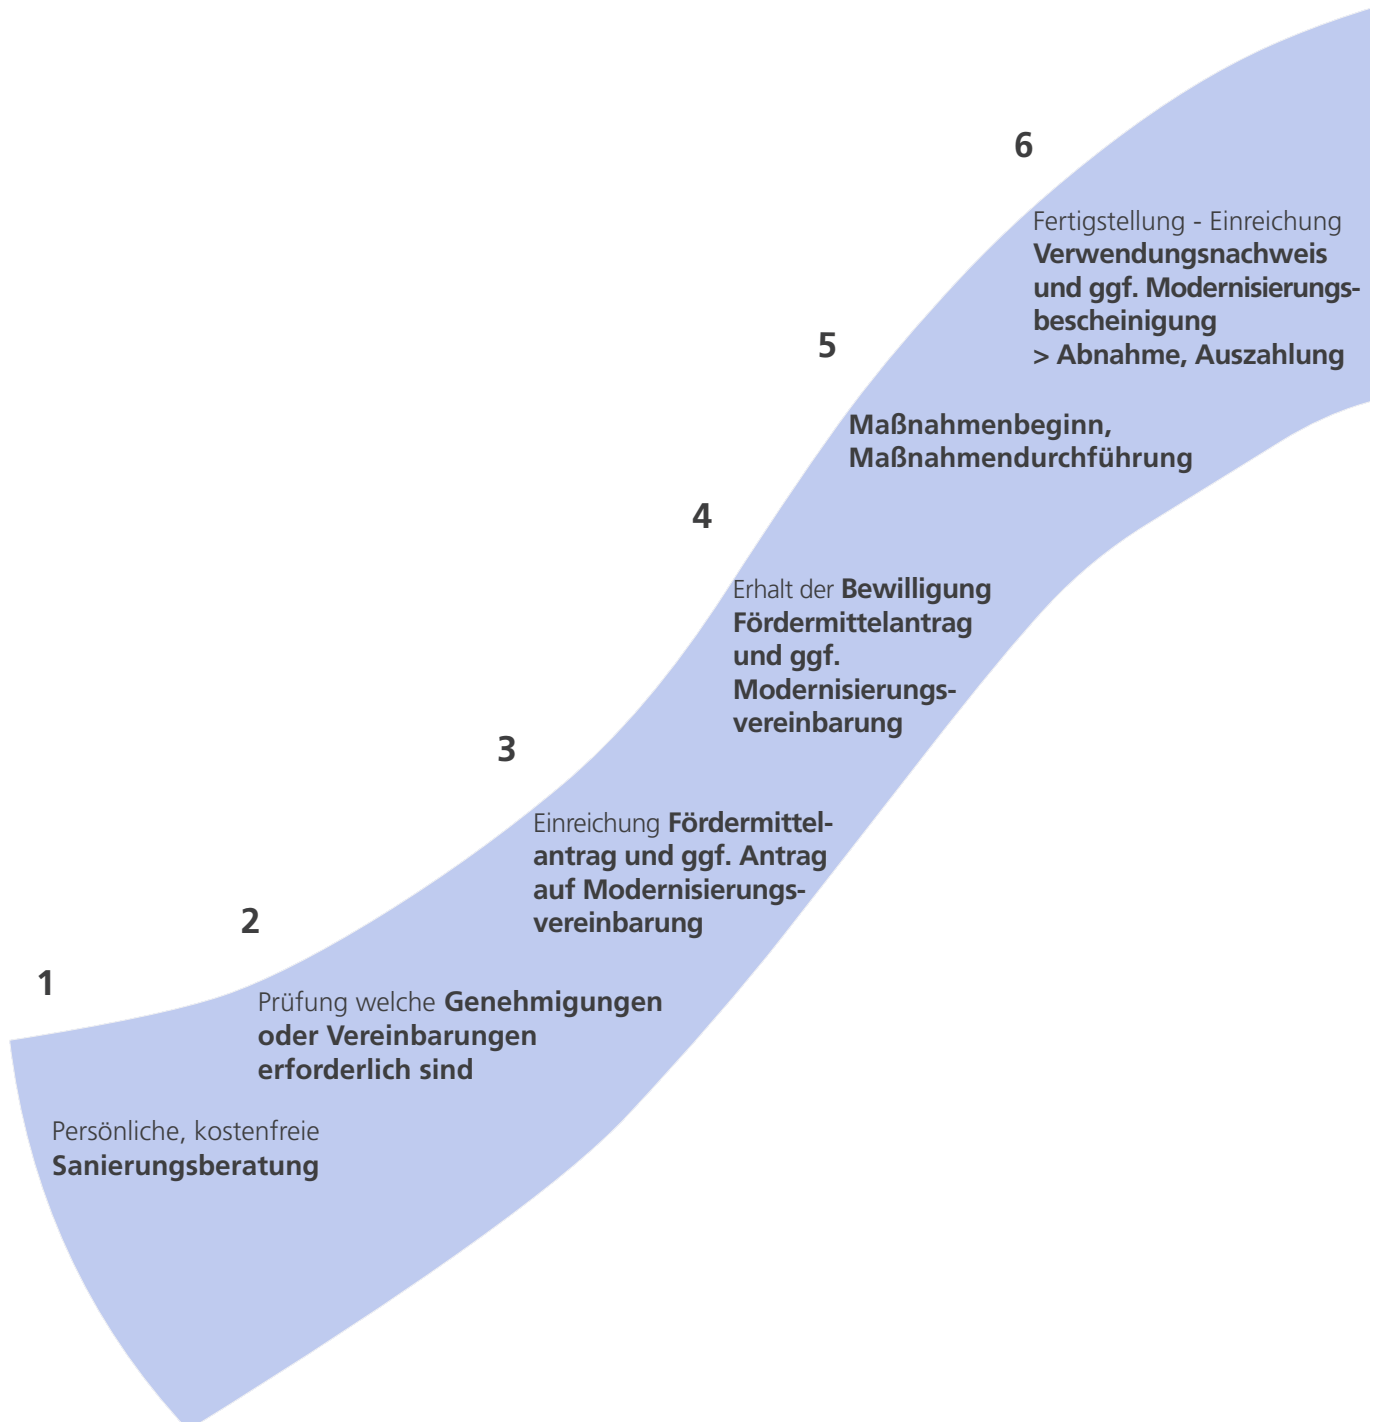 1
Persönliche, kostenfreie
Sanierungsberatung
2
Prüfung welche Genehmigungen
oder Vereinbarungen
erforderlich sind
3
Einreichung Fördermittel-
antrag und ggf. Antrag
auf Modernisierungs-
vereinbarung
4
Erhalt der Bewilligung
Fördermittelantrag
und ggf.
Modernisierungs-
vereinbarung
5
Maßnahmenbeginn,
Maßnahmendurchführung
6
Fertigstellung - Einreichung
Verwendungsnachweis
und ggf. Modernisierungs-
bescheinigung
> Abnahme, Auszahlung